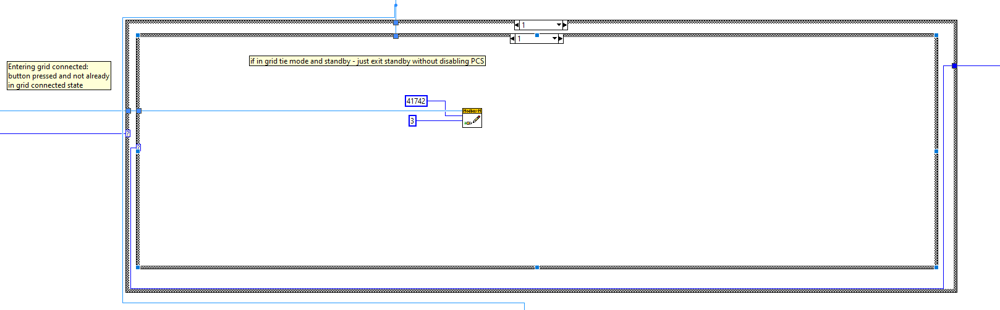 1
1
if in grid tie mode and standby - just exit standby without disabling PCS
Entering grid connected:
button pressed and not already
in grid connected state
41742
Modbus-M
3
?
?